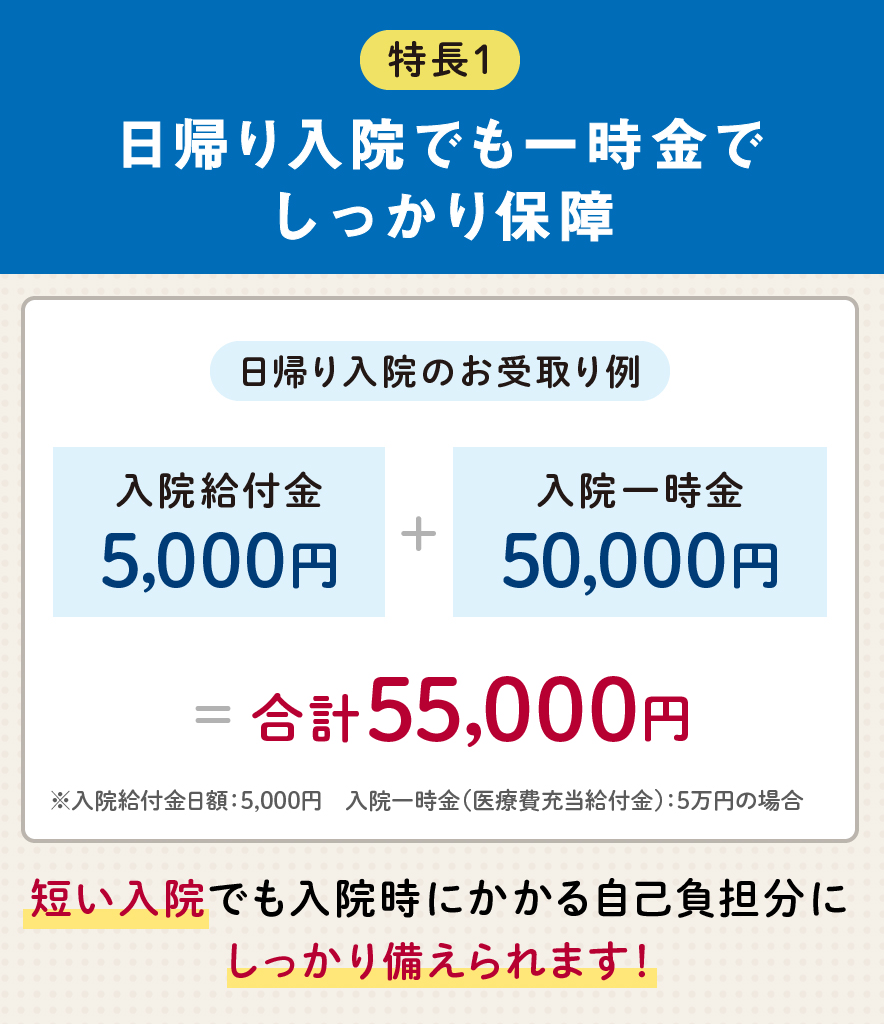 特長1
日帰り入院でも一時金で
しっかり保障
日帰り入院のお受取り例
入院給付金
5,000円
+
入院一時金
50,000円
=合計55,000円
※入院給付金日額:5,000円　入院一時金(医療費充当給付金):5万円の場合
短い入院でも入院時にかかる自己負担分に
しっかり備えられます!